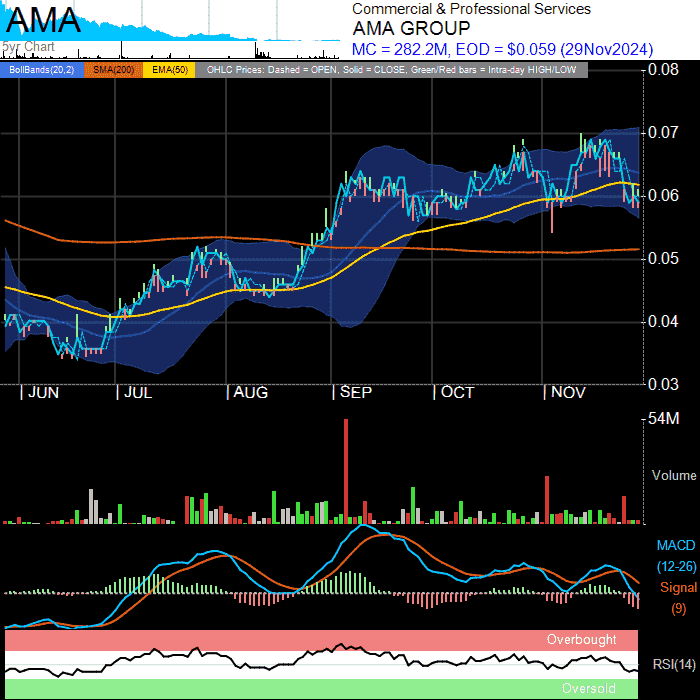 AMA
5yr Chart
Commercial & Professional Services
AMA GROUP
MC = 282.2M, EOD = $0.059 (29Nov2024)
BollBands(20,2) SMA(200) EMA(50) OHLC Prices: Dashed = OPEN, Solid = CLOSE, Green/Red bars = Intra-day HIGH/LOW
0.08
0.07
0.06
0.05
0.04
0.03
| JUN | JUL | AUG | SEP | OCT | NOV
54M
Volume
MACD
(12-26)
Signal
(9)
Overbought
RSI(14)
Oversold